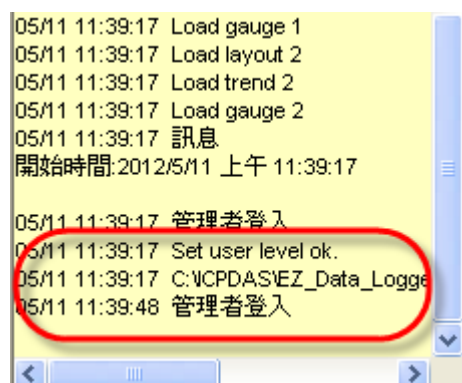 05/11 11:39:17 Load gauge 1
05/11 11:39:17 Load layout 2
05/11 11:39:17 Load trend 2
05/11 11:39:17 Load gauge 2
05/11 11:39:17 訊息
開始時間:2012/5/11 上午 11:39:17
05/11 11:39:17 管理者登入
05/11 11:39:17 Set user level ok.
05/11 11:39:17 C:\ICPDAS\EZ_Data_Logge
05/11 11:39:48 管理者登入